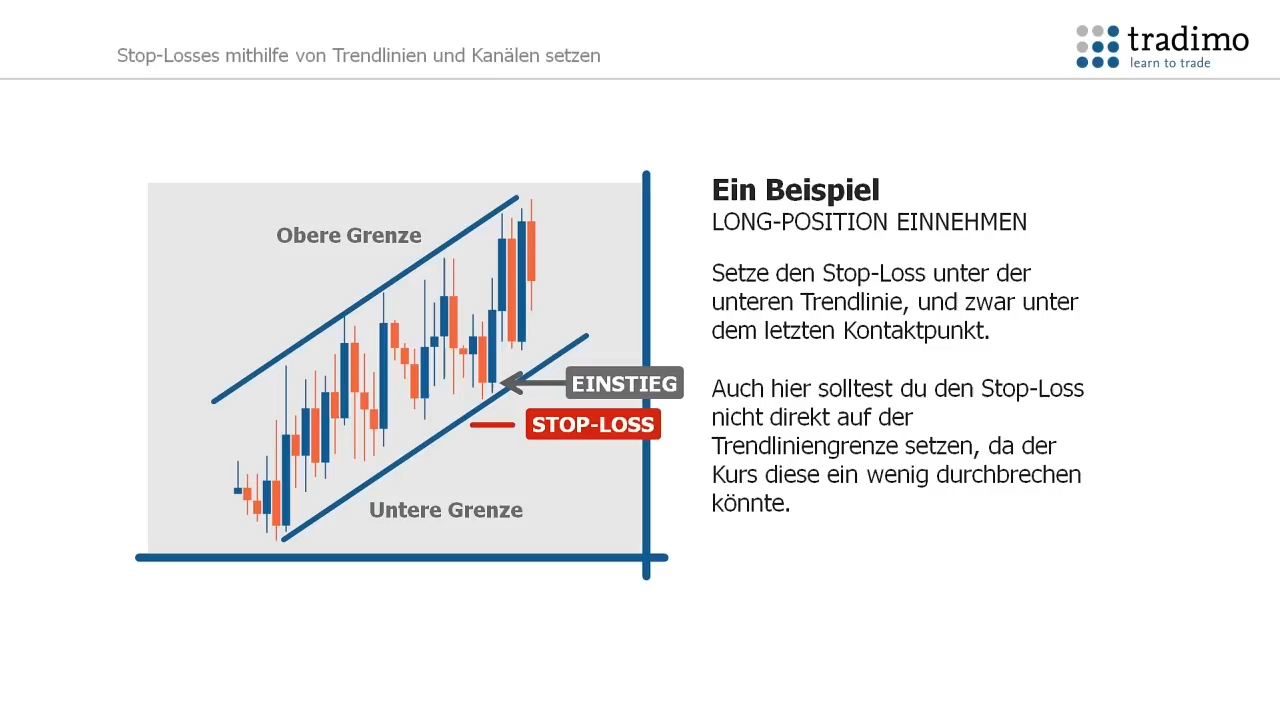 Stop-Losses mithilfe von Trendlinien und Kanälen setzen
tradimo
learn to trade
Obere Grenze
EINSTIEG
STOP-LOSS
Untere Grenze
Ein Beispiel
LONG-POSITION EINNEHMEN
Setze den Stop-Loss unter der
unteren Trendlinie, und zwar unter
dem letzten Kontaktpunkt.
Auch hier solltest du den Stop-Loss
nicht direkt auf der
Trendliniengrenze setzen, da der
Kurs diese ein wenig durchbrechen
könnte.